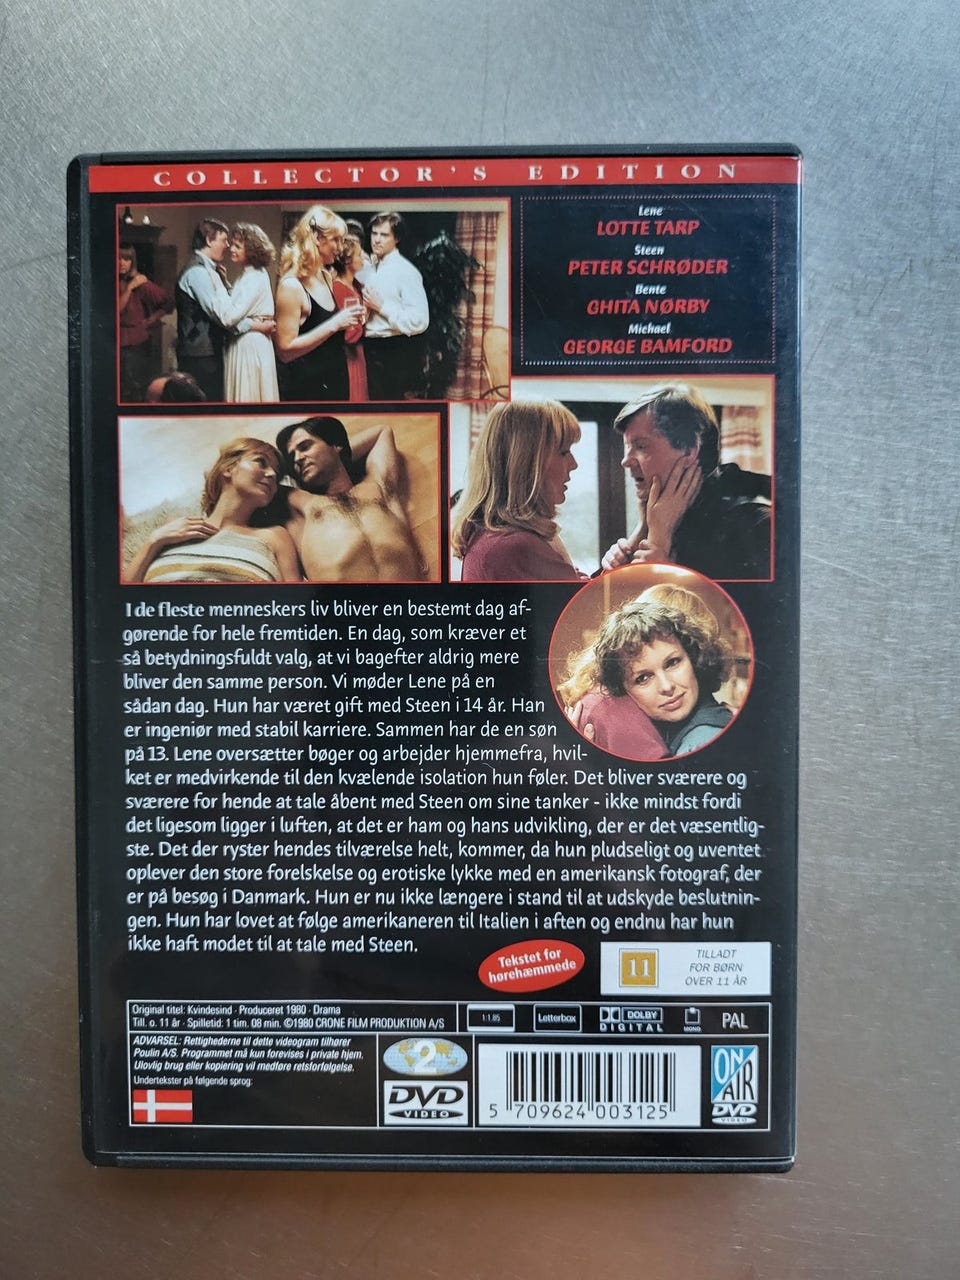 COLLECTOR'S EDITION
Lene
LOTTE TARP
Steen
PETER SCHRØDER
Bente
GHITA NØRBY
Michael
GEORGE BAMFORD
I de fleste menneskers liv bliver en bestemt dag af-
gørende for hele fremtiden. En dag, som kræver et
så betydningsfuldt valg, at vi bagefter aldrig mere
bliver den samme person. Vi møder Lene på en
sådan dag. Hun har været gift med Steen i 14 år. Han
er ingeniør med stabil karriere. Sammen har de en søn
på 13. Lene oversætter bøger og arbejder hjemmefra, hvil-
ket er medvirkende til den kvælende isolation hun føler. Det bliver sværere og
sværere for hende at tale åbent med Steen om sine tanker - ikke mindst fordi
det ligesom ligger i luften, at det er ham og hans udvikling, der er det væsentlig-
ste. Det der ryster hendes tilværelse helt, kommer, da hun pludseligt og uventet
oplever den store forelskelse og erotiske lykke med en amerikansk fotograf, der
er på besøg i Danmark. Hun er nu ikke længere i stand til at udskyde beslutnin-
gen. Hun har lovet at følge amerikaneren til Italien i aften og endnu har hun
ikke haft modet til at tale med Steen.
Tekstet for
hørehæmmede
11
TILLADT
FOR BØRN
OVER 11 ÅR
Original titel: Kvindesind · Produceret 1980 · Drama
Till. o. 11 år · Spilletid: 1 tim. 08 min. ©1980 CRONE FILM PRODUKTION A/S
1:1.85
Letterbox
DOLBY
DIGITAL
MONO
PAL
ADVARSEL: Rettighederne til dette videogram tilhører
Poulin A/S. Programmet må kun forevises i private hjem.
Ulovlig brug eller kopiering vil medføre retsforfølgelse.
Undertekster på følgende sprog:
2
DVD
VIDEO
5 709624 003125
ON
AIR
DVD
VIDEO